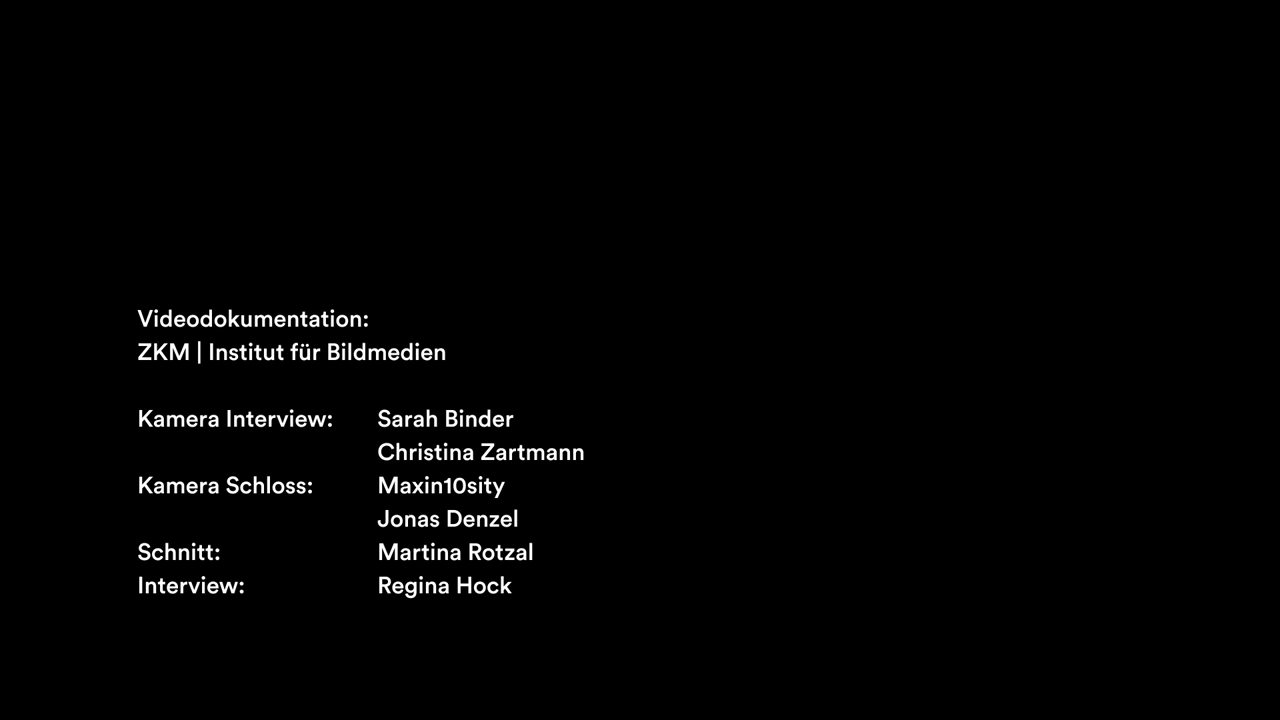 Videodokumentation:
ZKM | Institut für Bildmedien
Kamera Interview: Sarah Binder
Christina Zartmann
Kamera Schloss: Maxin10sity
Jonas Denzel
Schnitt: Martina Rotzal
Interview: Regina Hock